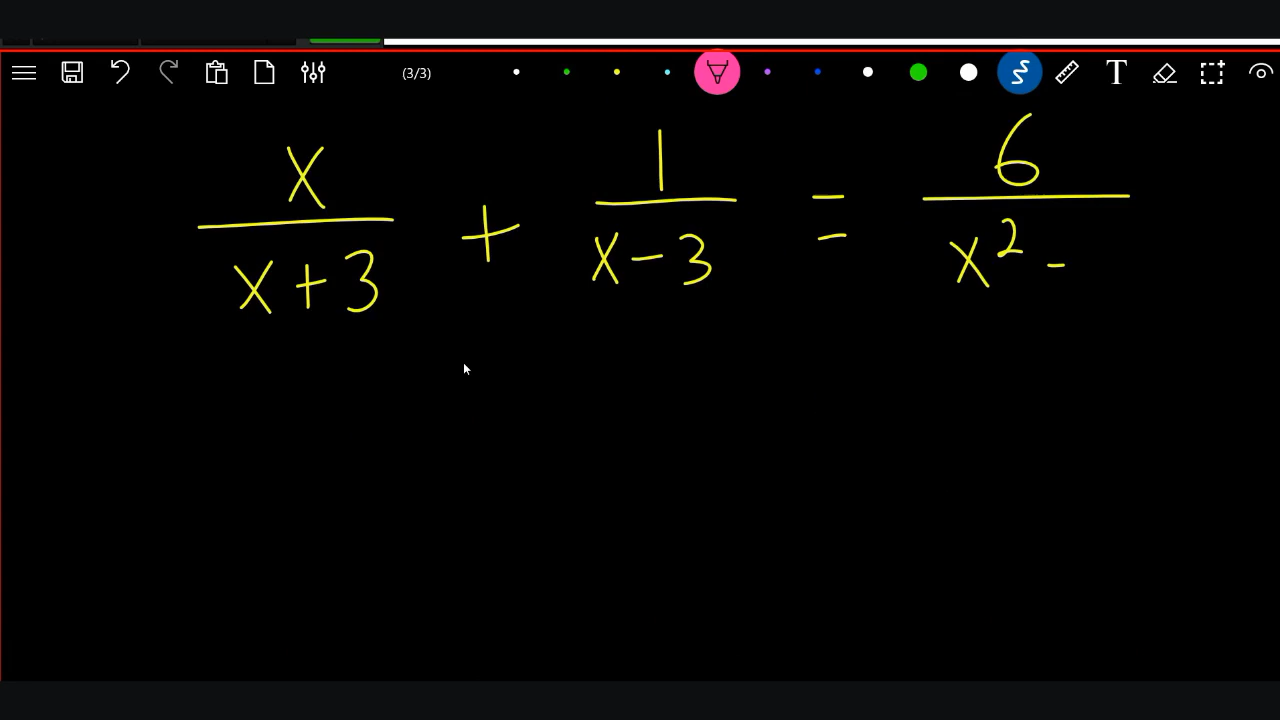 (3/3) T
x/(x+3) + 1/(x-3) = 6/(x² -